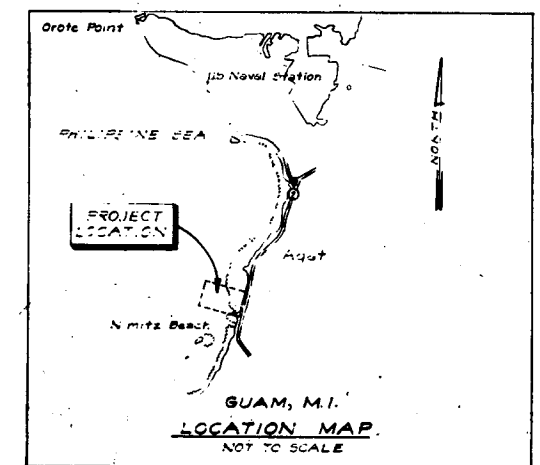 Orote Point
US Naval Station
PHILIPPINE SEA
NORTH
2
PROJECT
LOCATION
Agat
Nimitz Beach
GUAM, M.I.
LOCATION MAP
NOT TO SCALE